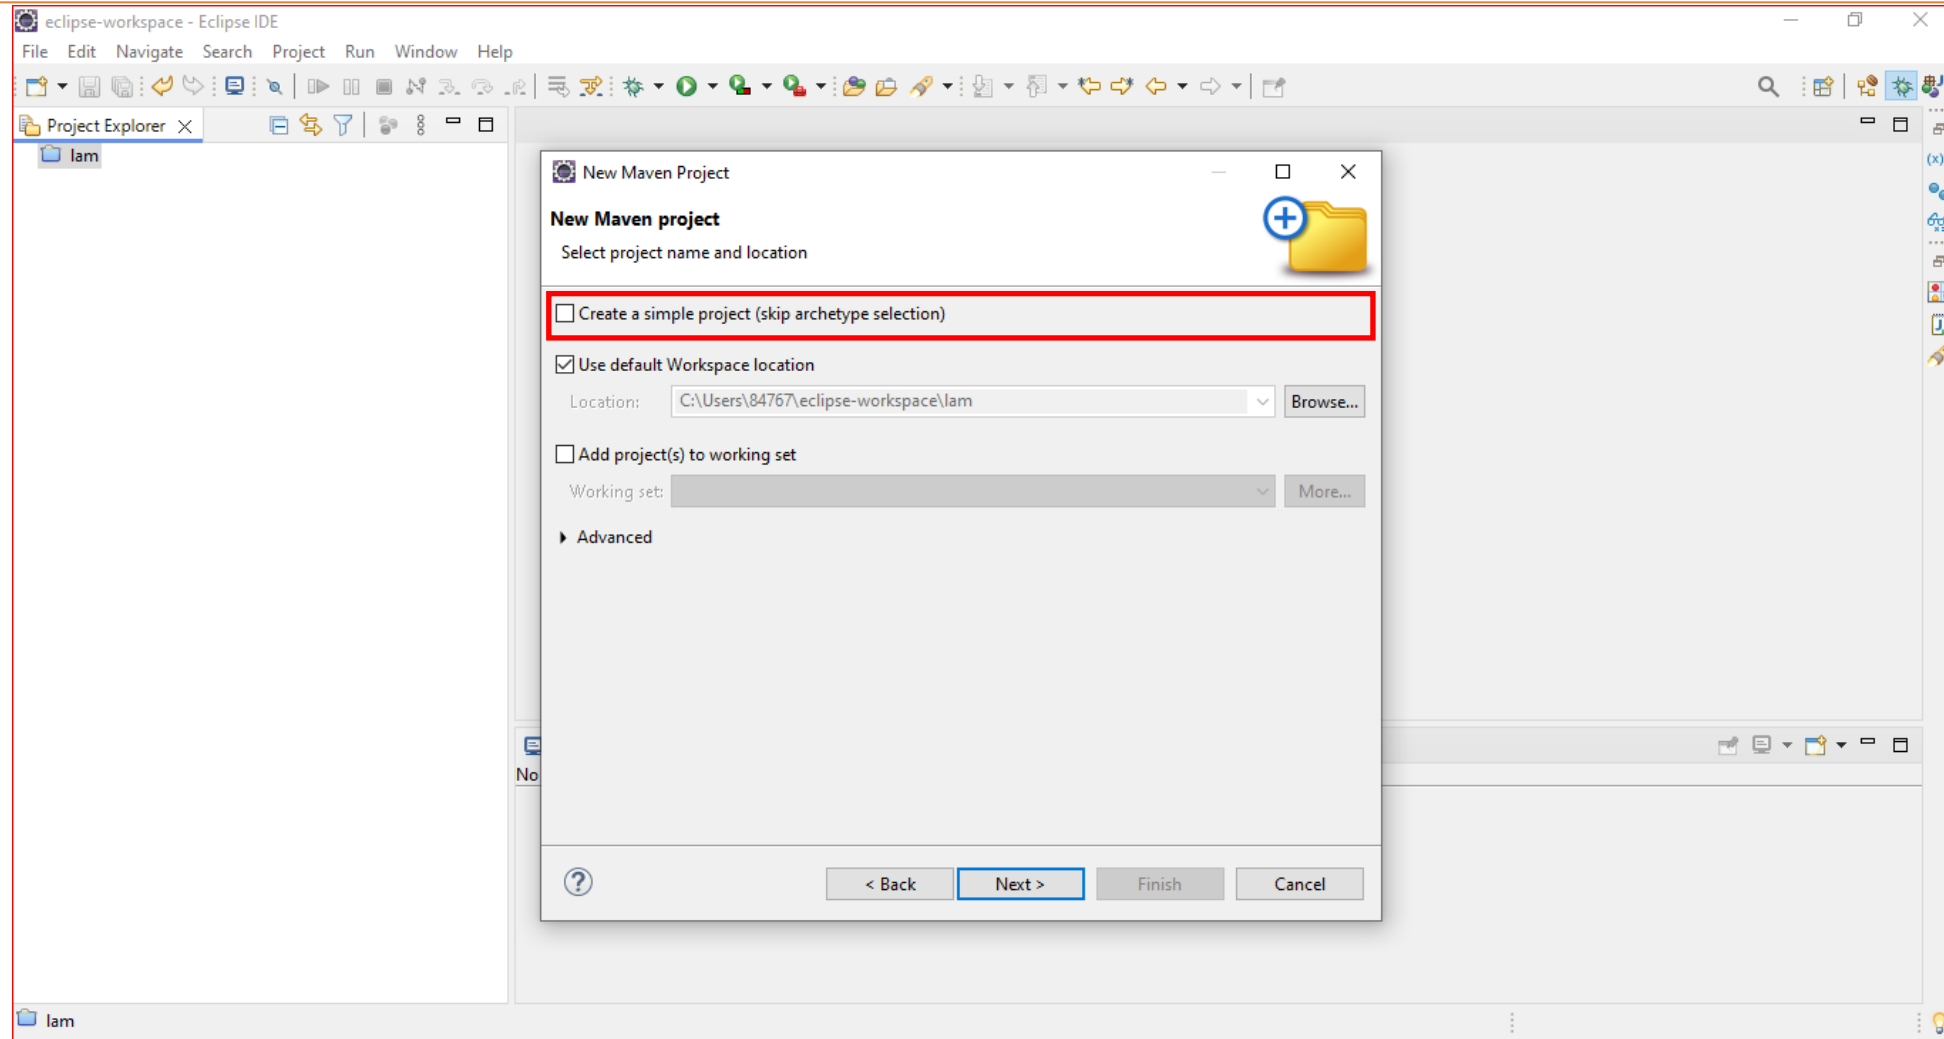 eclipse-workspace - Eclipse IDE
File Edit Navigate Search Project Run Window Help
Project Explorer
lam
New Maven Project
New Maven project
Select project name and location
Create a simple project (skip archetype selection)
Use default Workspace location
Location: C:\Users\84767\eclipse-workspace\lam Browse...
Add project(s) to working set
Working set: More...
Advanced
No
< Back Next > Finish Cancel
lam